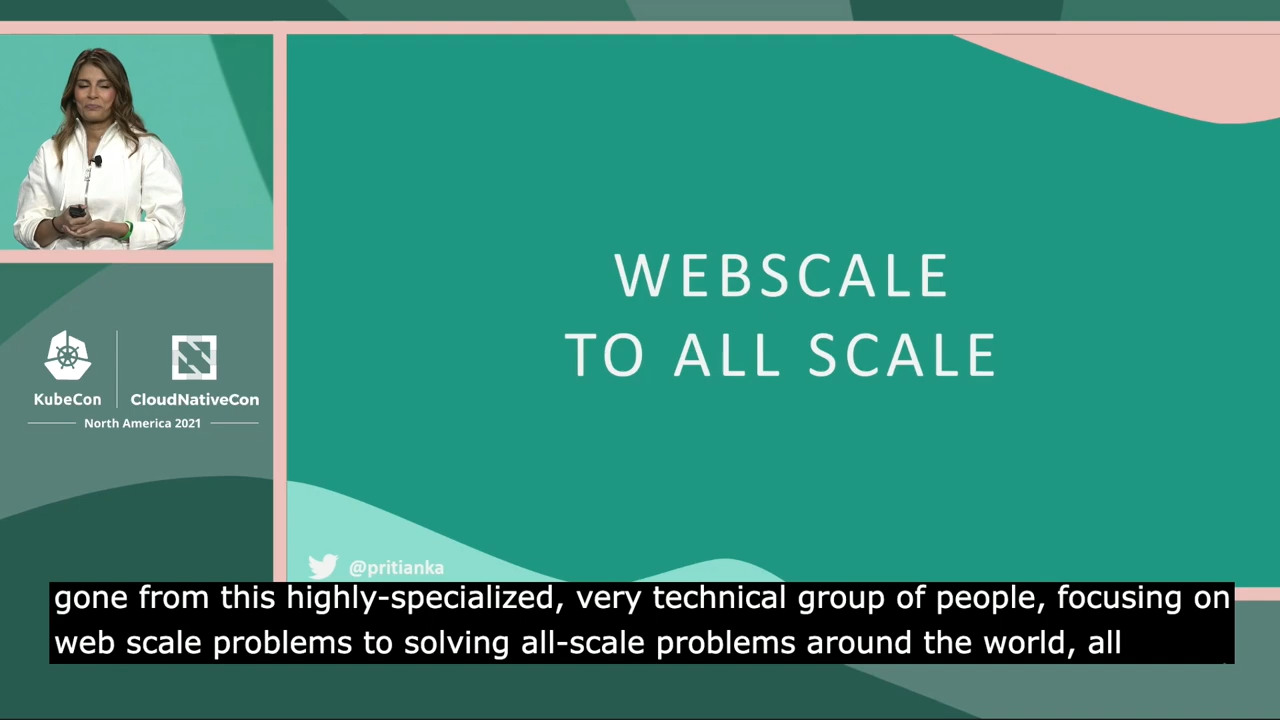 WEBSCALE
TO ALL SCALE
KubeCon
CloudNativeCon
North America 2021
@pritianka
gone from this highly-specialized, very technical group of people, focusing on
web scale problems to solving all-scale problems around the world, all